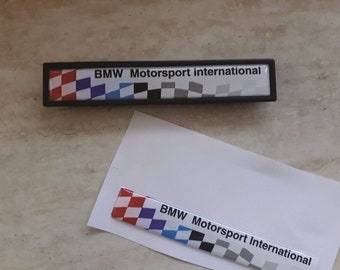 BMW Motorsport international
BMW Motorsport International